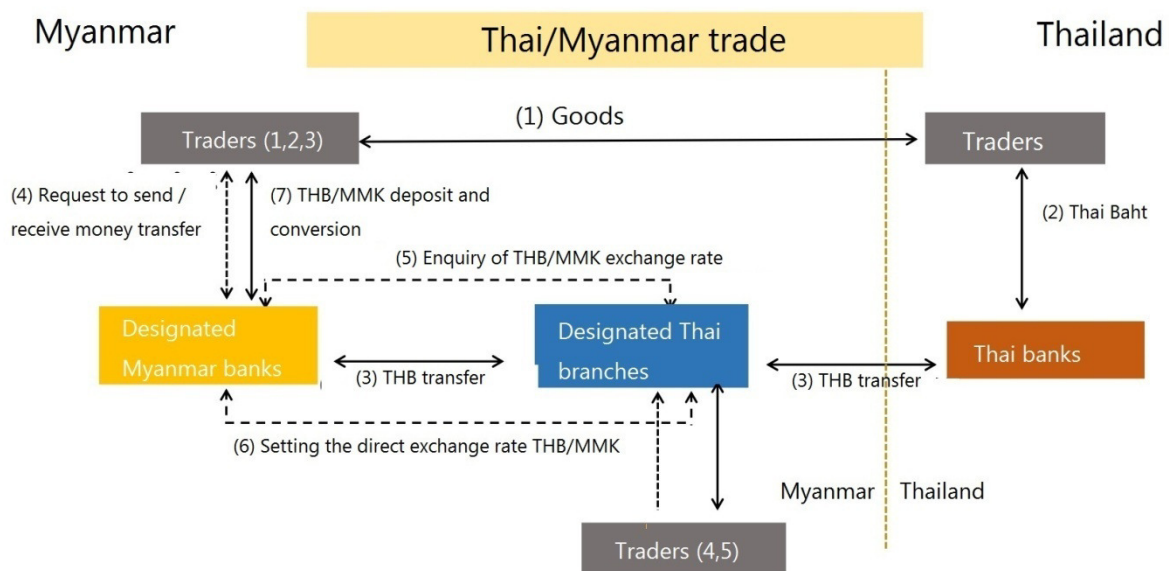 Myanmar
Thai/Myanmar trade
Thailand
(1) Goods
Traders (1,2,3)
Traders
(4) Request to send /
receive money transfer
(7) THB/MMK deposit and
conversion
(2) Thai Baht
(5) Enquiry of THB/MMK exchange rate
Designated
Myanmar banks
Designated Thai
branches
Thai banks
(3) THB transfer
(3) THB transfer
(6) Setting the direct exchange rate THB/MMK
Myanmar
Thailand
Traders (4,5)